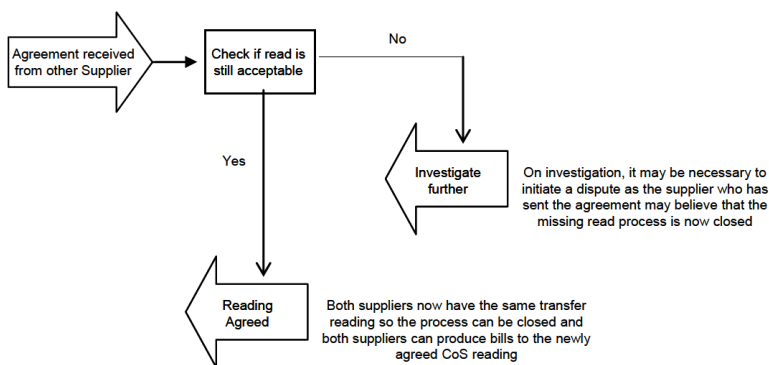 No
Agreement received
from other Supplier
Check if read is
still acceptable
Yes
Investigate
further
On investigation, it may be necessary to
initiate a dispute as the supplier who has
sent the agreement may believe that the
missing read process is now closed
Reading
Agreed
Both suppliers now have the same transfer
reading so the process can be closed and
both suppliers can produce bills to the newly
agreed CoS reading